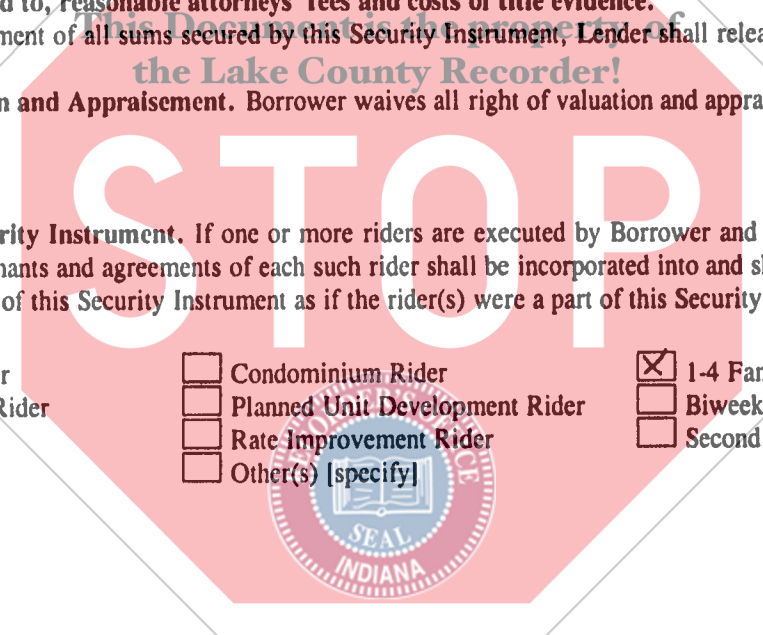 d to, reasonable attorneys' fees and costs of title evidence.
This Document is the property of
ment of all sums secured by this Security Instrument, Lender shall relea
the Lake County Recorder!
n and Appraisement. Borrower waives all right of valuation and appra
STOP
rity Instrument. If one or more riders are executed by Borrower and
nants and agreements of each such rider shall be incorporated into and sh
of this Security Instrument as if the rider(s) were a part of this Security
r Condominium Rider 1-4 Fam
Rider Planned Unit Development Rider Biweek
Rate Improvement Rider Second
Other(s) [specify]
RECORDER'S OFFICE
SEAL
INDIANA